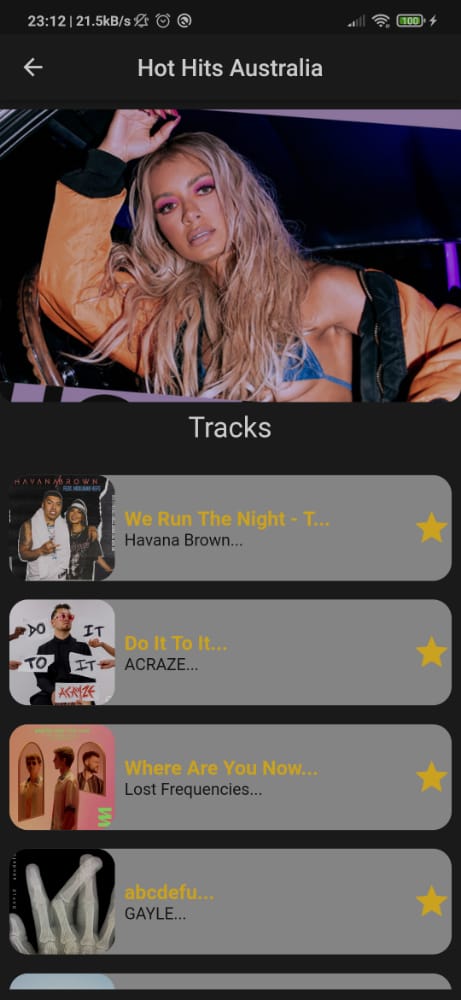 23:12 | 21.5kB/s
100
Hot Hits Australia
Tracks
HAVANA BROWN
We Run The Night - T...
Havana Brown...
DO IT
TO IT
ACRAZE
Do It To It...
ACRAZE...
Where Are You Now...
Lost Frequencies...
abcdefu...
GAYLE...